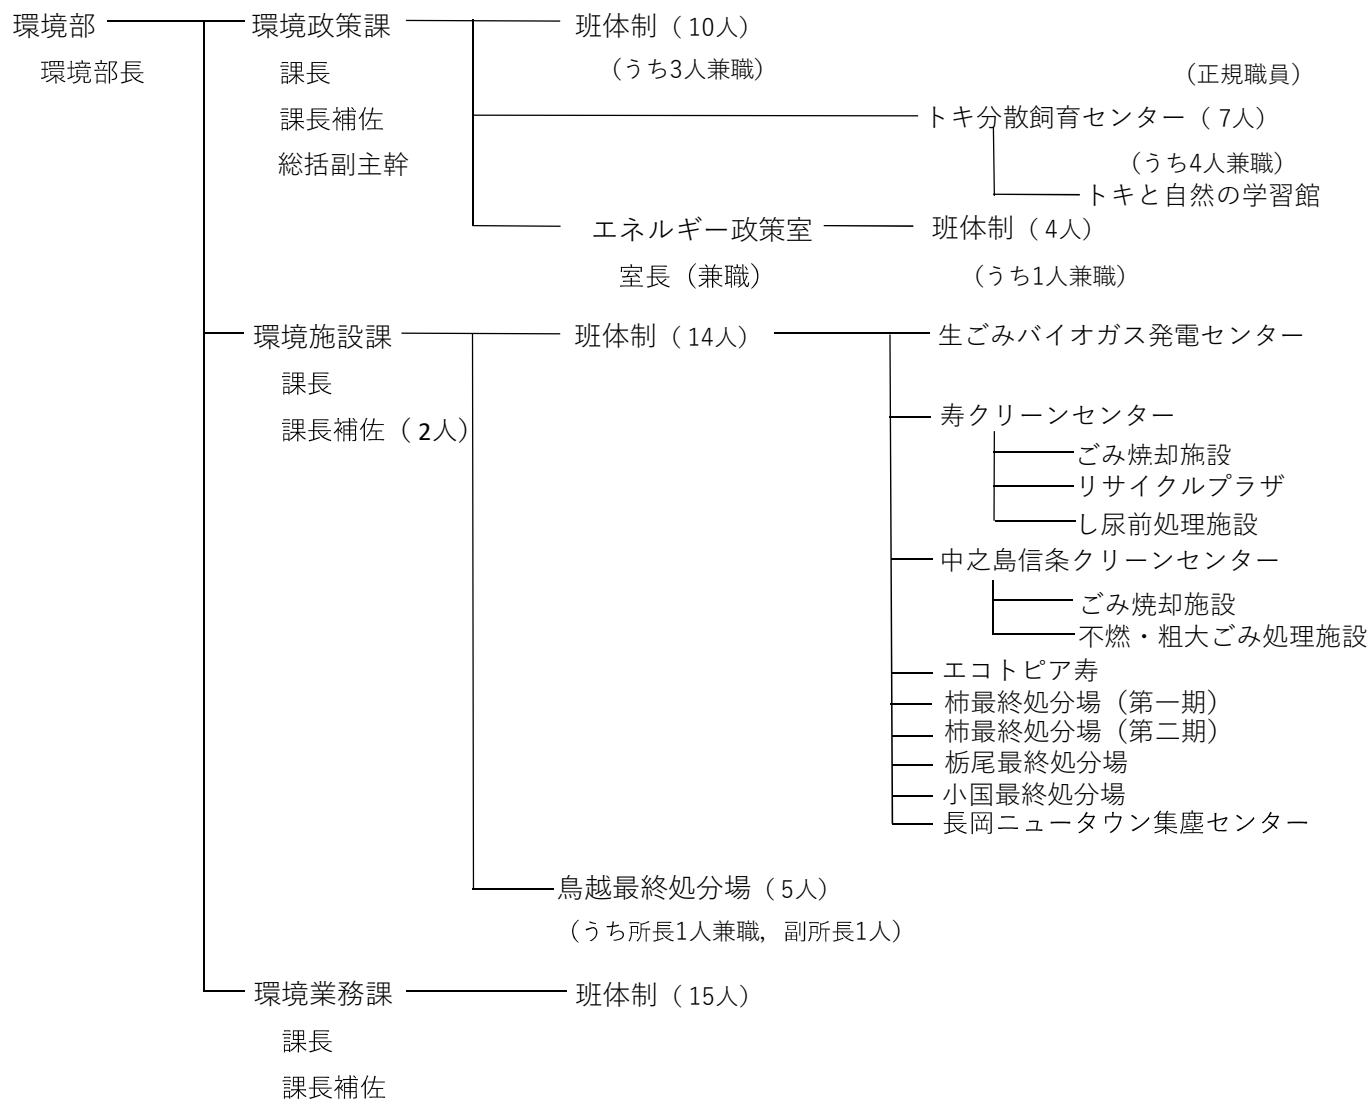 環境部 環境政策課 班体制（10人）
環境部長 課長 （うち3人兼職） （正規職員）
課長補佐 トキ分散飼育センター（7人）
総括副主幹 （うち4人兼職）
トキと自然の学習館
エネルギー政策室 班体制（4人）
室長（兼職） （うち1人兼職）
環境施設課 班体制（14人） 生ごみバイオガス発電センター
課長
課長補佐（2人） 寿クリーンセンター
ごみ焼却施設
リサイクルプラザ
し尿前処理施設
中之島信条クリーンセンター
ごみ焼却施設
不燃・粗大ごみ処理施設
エコトピア寿
柿最終処分場（第一期）
柿最終処分場（第二期）
栃尾最終処分場
小国最終処分場
長岡ニュータウン集塵センター
鳥越最終処分場（5人）
（うち所長1人兼職，副所長1人）
環境業務課 班体制（15人）
課長
課長補佐